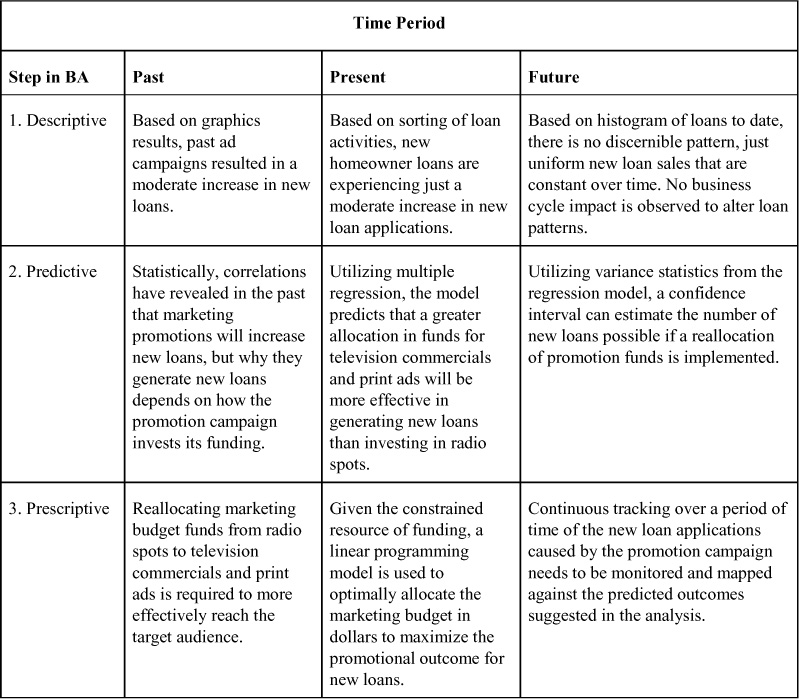 Time Period
Step in BA
Past
Present
Future
1. Descriptive
Based on graphics
results, past ad
campaigns resulted in a
moderate increase in new
loans.
Based on sorting of loan
activities, new
homeowner loans are
experiencing just a
moderate increase in new
loan applications.
Based on histogram of loans to date,
there is no discernible pattern, just
uniform new loan sales that are
constant over time. No business
cycle impact is observed to alter loan
patterns.
2. Predictive
Statistically, correlations
have revealed in the past
that marketing
promotions will increase
new loans, but why they
generate new loans
depends on how the
promotion campaign
invests its funding.
Utilizing multiple
regression, the model
predicts that a greater
allocation in funds for
television commercials
and print ads will be
more effective in
generating new loans
than investing in radio
spots.
Utilizing variance statistics from the
regression model, a confidence
interval can estimate the number of
new loans possible if a reallocation
of promotion funds is implemented.
3. Prescriptive
Reallocating marketing
budget funds from radio
spots to television
commercials and print
ads is required to more
effectively reach the
target audience.
Given the constrained
resource of funding, a
linear programming
model is used to
optimally allocate the
marketing budget in
dollars to maximize the
promotional outcome for
new loans.
Continuous tracking over a period of
time of the new loan applications
caused by the promotion campaign
needs to be monitored and mapped
against the predicted outcomes
suggested in the analysis.